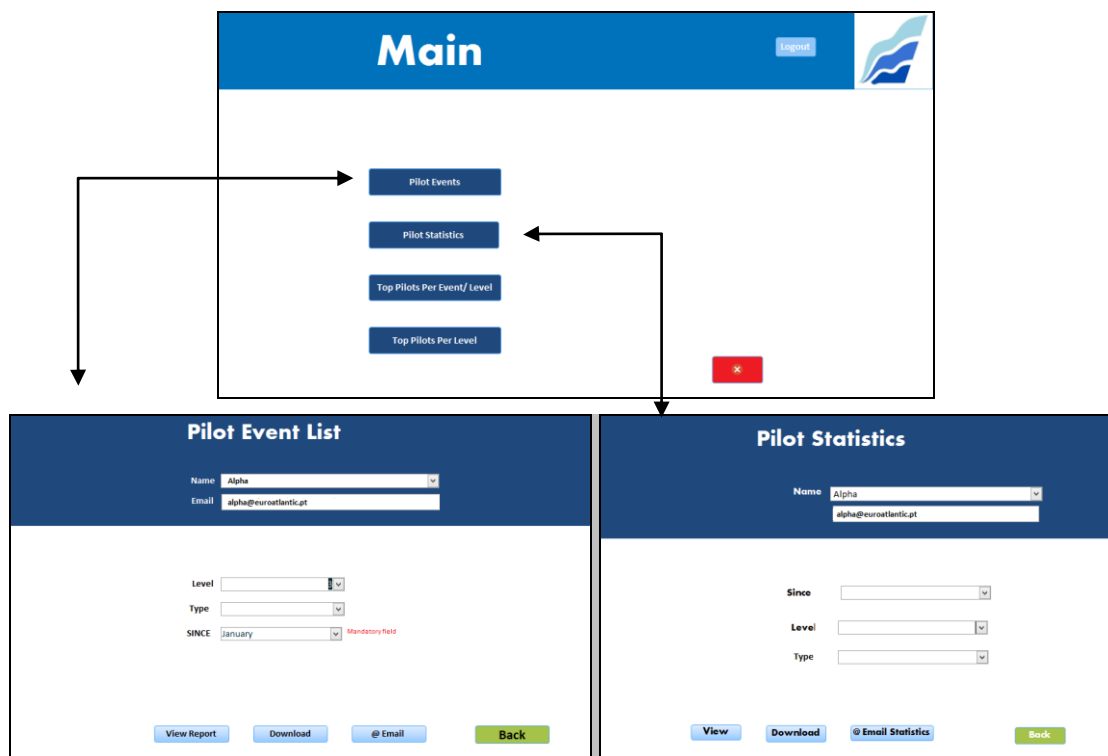 Main
Logout
Pilot Events
Pilot Statistics
Top Pilots Per Event/ Level
Top Pilots Per Level
Pilot Event List
Name Alpha
Email alpha@euroatlantic.pt
Level 3
Type
SINCE January Mandatory field
View Report Download @ Email Back
Pilot Statistics
Name Alpha
alpha@euroatlantic.pt
Since
Level
Type
View Download @ Email Statistics Back